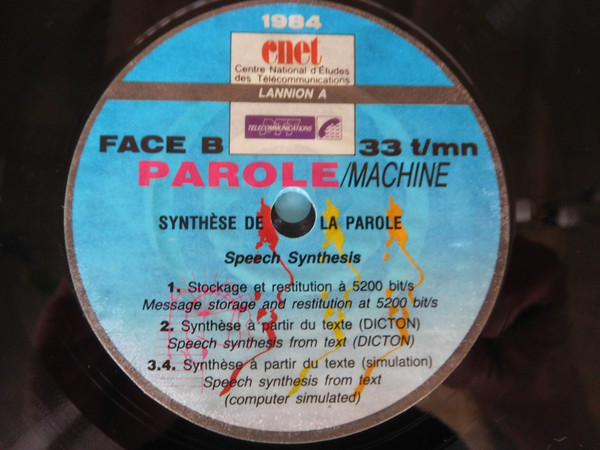 1984
cnet
Centre National d'Études
des Télécommunications
LANNION A
PTT
TELECOMMUNICATIONS
FACE B
33 t/mn
PAROLE/MACHINE
SYNTHÈSE DE LA PAROLE
Speech Synthesis
1. Stockage et restitution à 5200 bit/s
Message storage and restitution at 5200 bit/s
2. Synthèse à partir du texte (DICTON)
Speech synthesis from text (DICTON)
3.4. Synthèse à partir du texte (simulation)
Speech synthesis from text
(computer simulated)